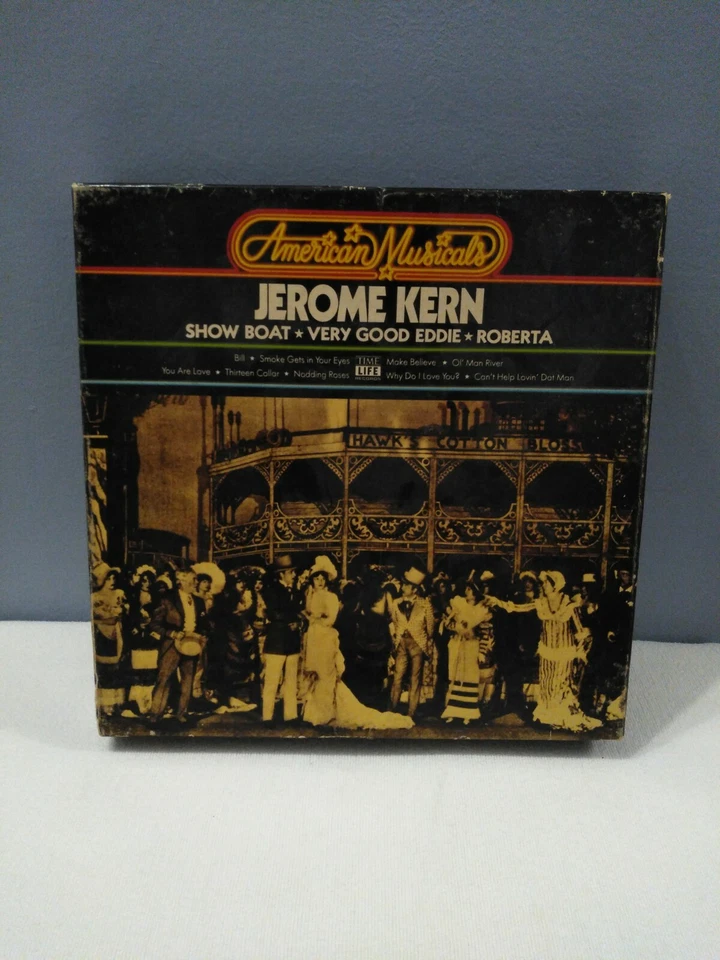 American Musicals
JEROME KERN
SHOW BOAT ★ VERY GOOD EDDIE ★ ROBERTA
Bill ★ Smoke Gets in Your Eyes
You Are Love ★ Thirteen Collar ★ Nodding Roses
TIME
LIFE
Make Believe ★ Ol' Man River
Why Do I Love You? ★ Can't Help Lovin' Dat Man
HAWK'S COTTON BLOSS